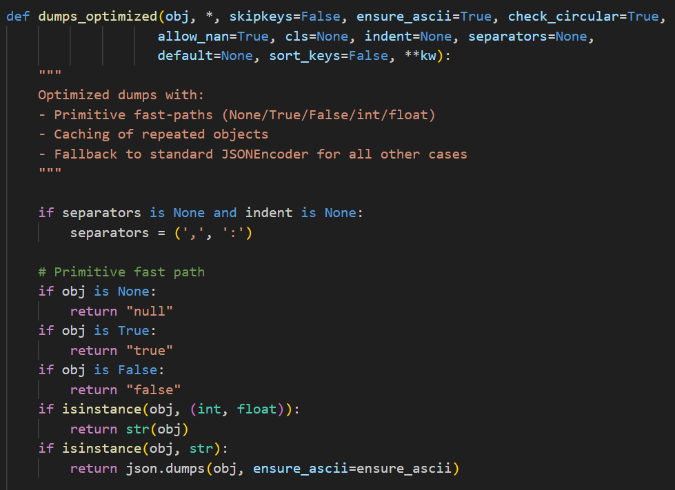 def dumps_optimized(obj, *, skipkeys=False, ensure_ascii=True, check_circular=True,
                    allow_nan=True, cls=None, indent=None, separators=None,
                    default=None, sort_keys=False, **kw):
    """
    Optimized dumps with:
    - Primitive fast-paths (None/True/False/int/float)
    - Caching of repeated objects
    - Fallback to standard JSONEncoder for all other cases
    """
    if separators is None and indent is None:
        separators = (',', ':')
    # Primitive fast path
    if obj is None:
        return "null"
    if obj is True:
        return "true"
    if obj is False:
        return "false"
    if isinstance(obj, (int, float)):
        return str(obj)
    if isinstance(obj, str):
        return json.dumps(obj, ensure_ascii=ensure_ascii)